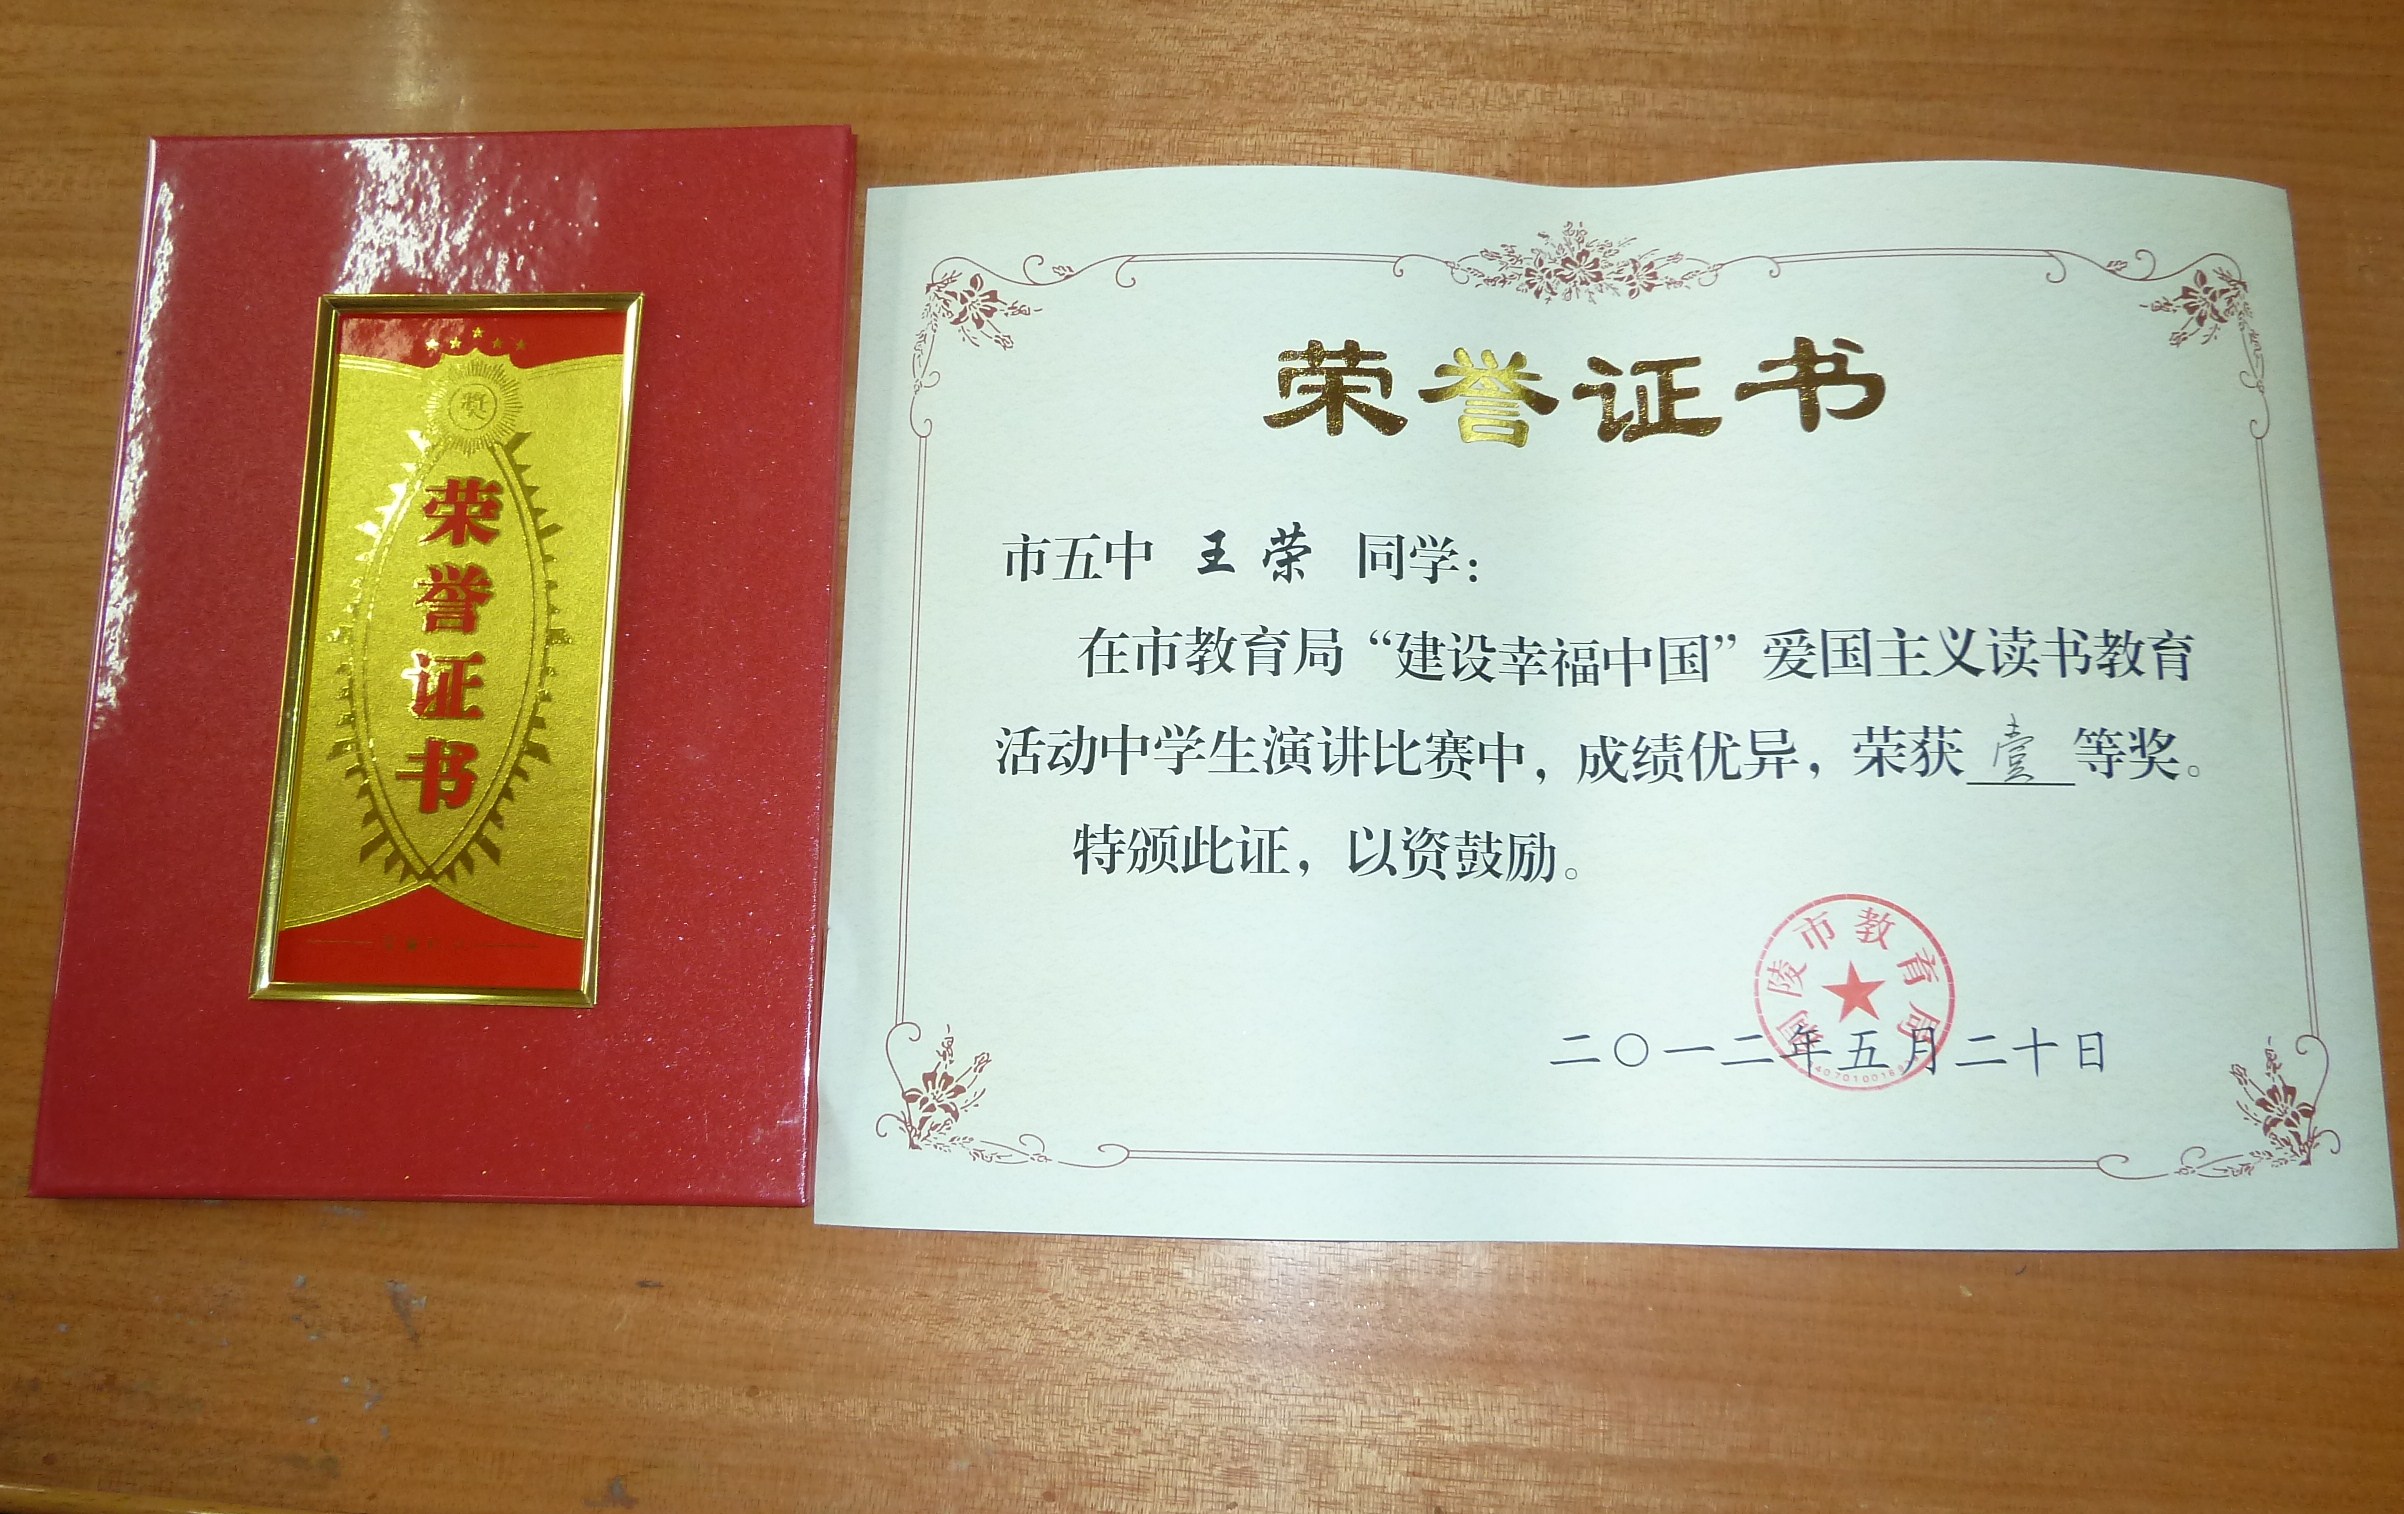 奖
荣誉证书
荣誉证书
市五中 王荣 同学：
在市教育局“建设幸福中国”爱国主义读书教育
活动中学生演讲比赛中，成绩优异，荣获 壹 等奖。
特颁此证，以资鼓励。
铜陵市教育局
二〇一二年五月二十日